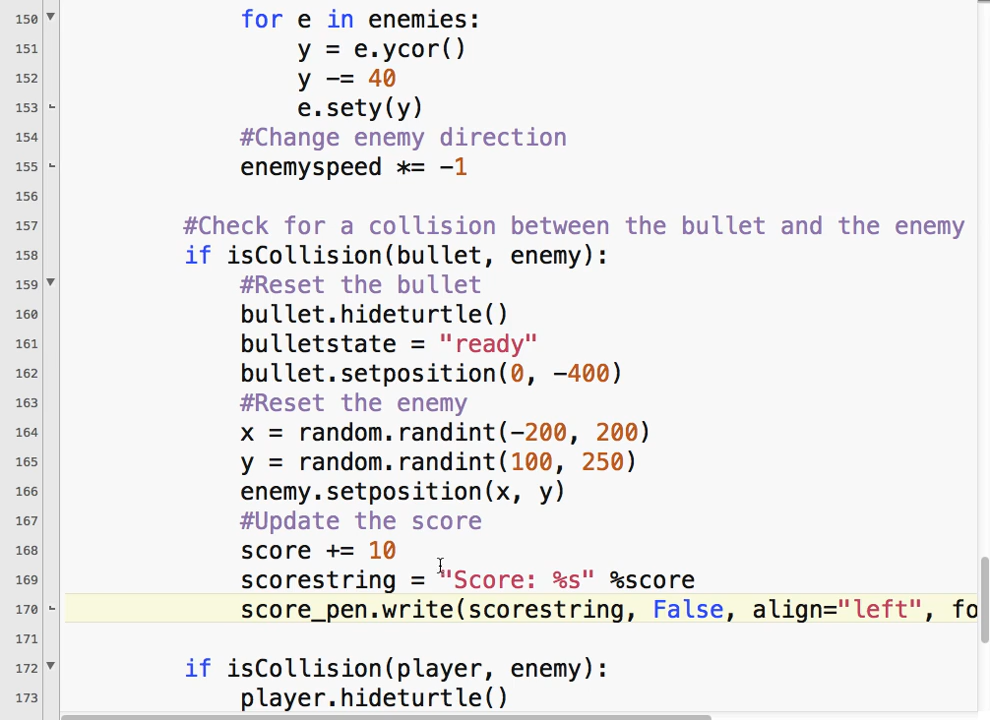 150 for e in enemies:
151 y = e.ycor()
152 y -= 40
153 e.sety(y)
154 #Change enemy direction
155 enemyspeed *= -1
156
157 #Check for a collision between the bullet and the enemy
158 if isCollision(bullet, enemy):
159 #Reset the bullet
160 bullet.hideturtle()
161 bulletstate = "ready"
162 bullet.setposition(0, -400)
163 #Reset the enemy
164 x = random.randint(-200, 200)
165 y = random.randint(100, 250)
166 enemy.setposition(x, y)
167 #Update the score
168 score += 10
169 scorestring = "Score: %s" %score
170 score_pen.write(scorestring, False, align="left", fo
171
172 if isCollision(player, enemy):
173 player.hideturtle()